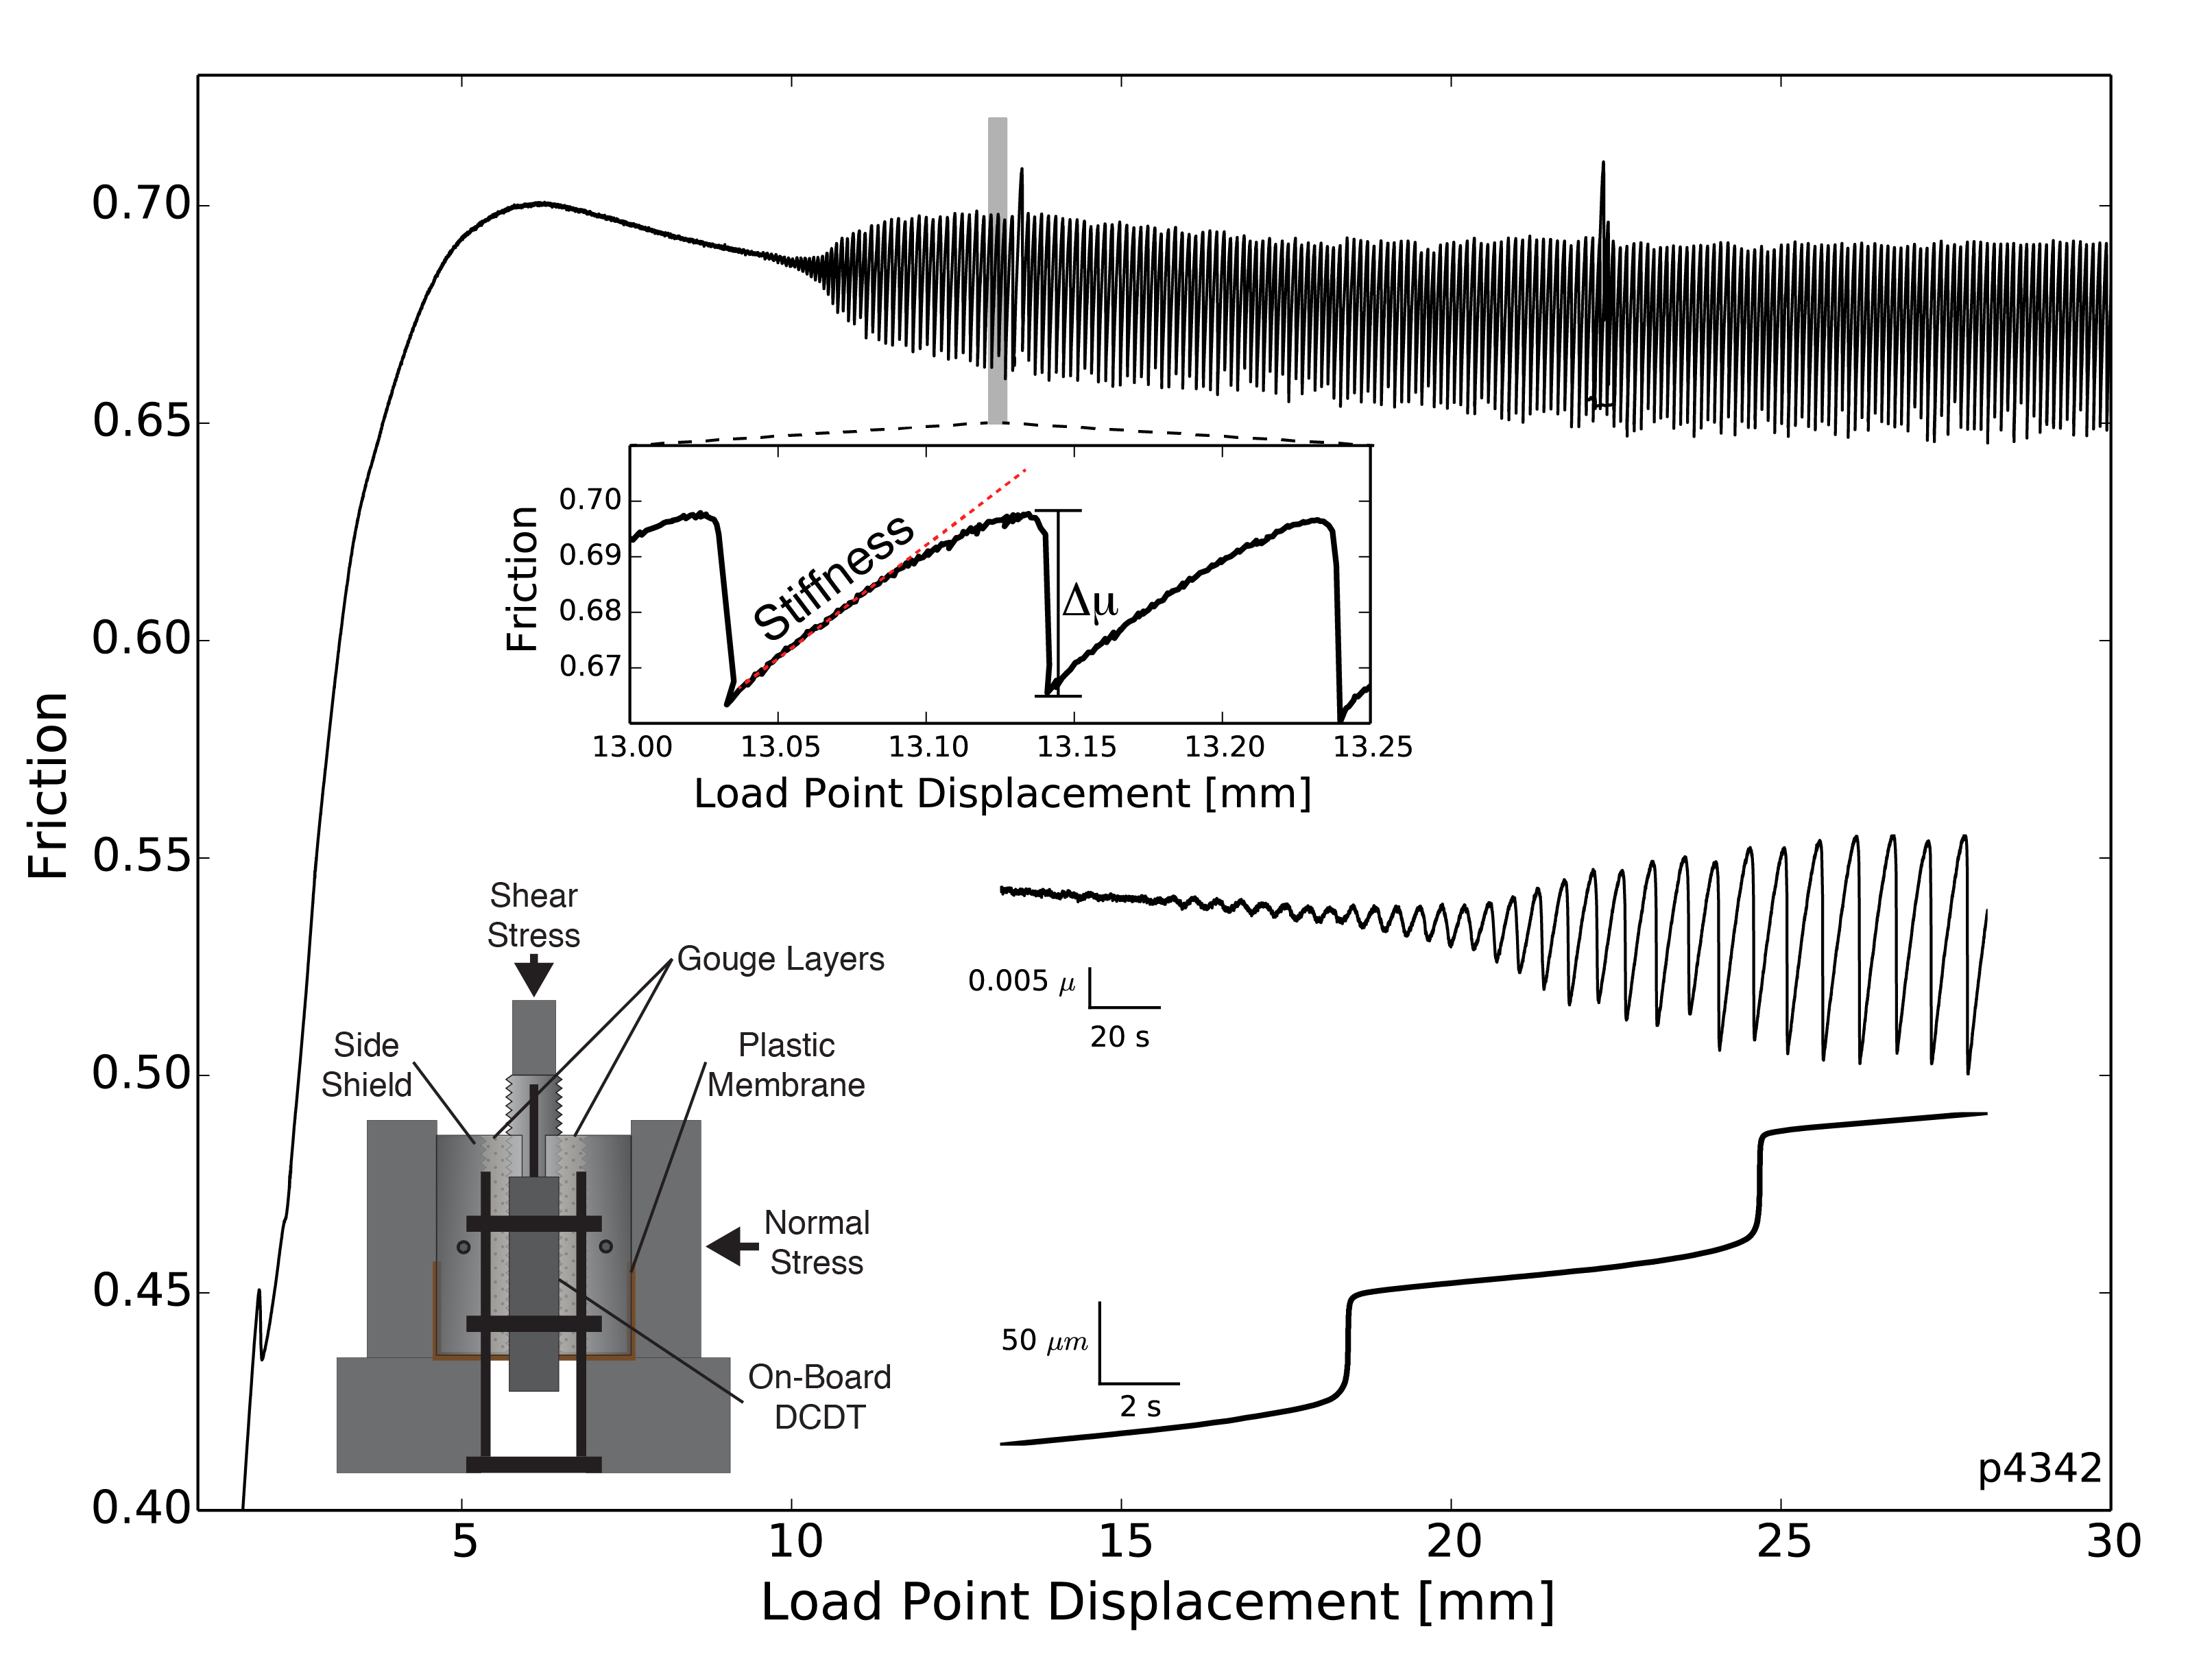 Friction
0.70
0.65
0.60
0.55
0.50
0.45
0.40
5
10
15
20
25
30
Load Point Displacement [mm]
Friction
0.70
0.69
0.68
0.67
Stiffness
Δμ
13.00
13.05
13.10
13.15
13.20
13.25
Load Point Displacement [mm]
0.005 μ
20 s
50 μm
2 s
Shear
Stress
Gouge Layers
Side
Shield
Plastic
Membrane
Normal
Stress
On-Board
DCDT
p4342